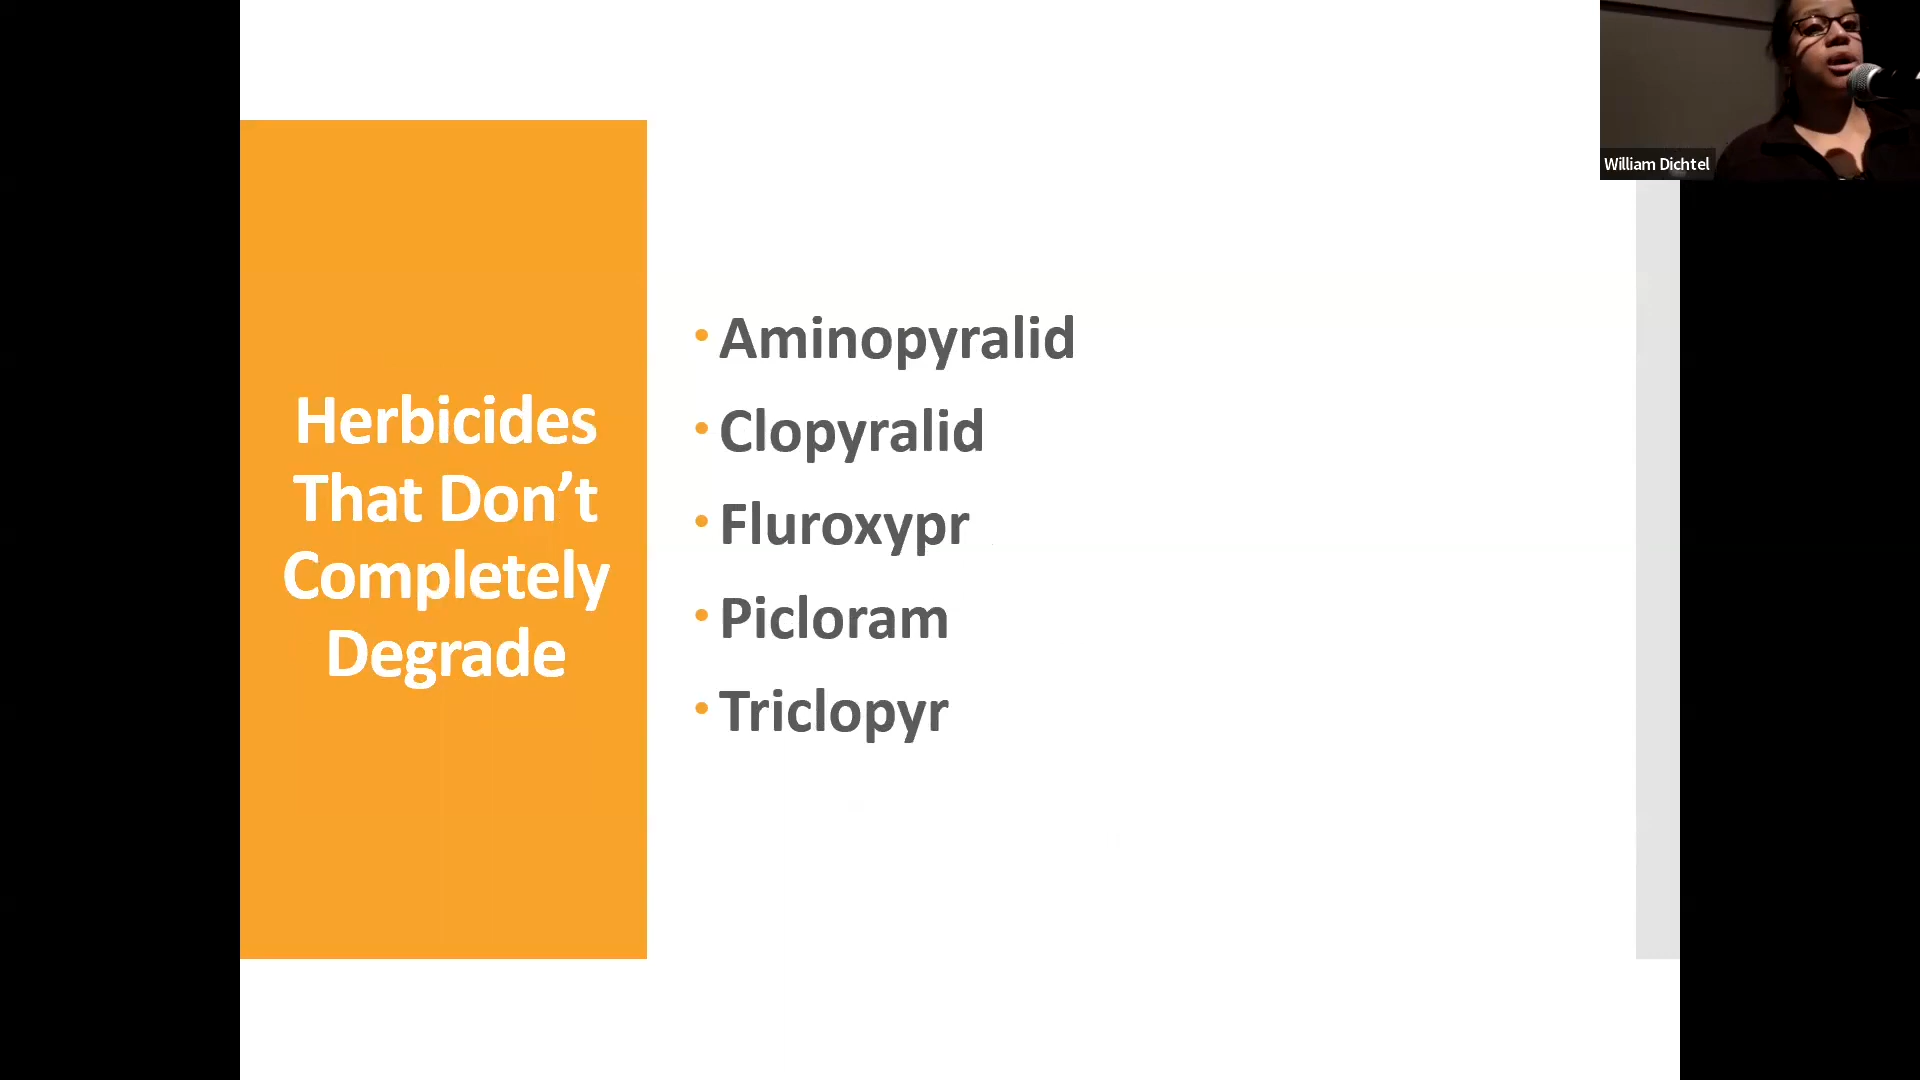 William Dichtel
Herbicides
That Don’t
Completely
Degrade
• Aminopyralid
• Clopyralid
• Fluroxypr
• Picloram
• Triclopyr